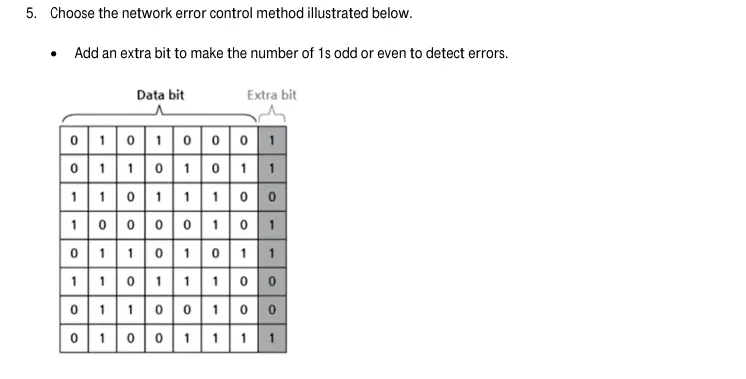 5. Choose the network error control method illustrated below.
• Add an extra bit to make the number of 1s odd or even to detect errors.
Data bit Extra bit
0 1 0 1 0 0 0 1
0 1 1 0 1 0 1 1
1 1 0 1 1 1 0 0
1 0 0 0 0 1 0 1
0 1 1 0 1 0 1 1
1 1 0 1 1 1 0 0
0 1 1 0 0 1 0 0
0 1 0 0 1 1 1 1